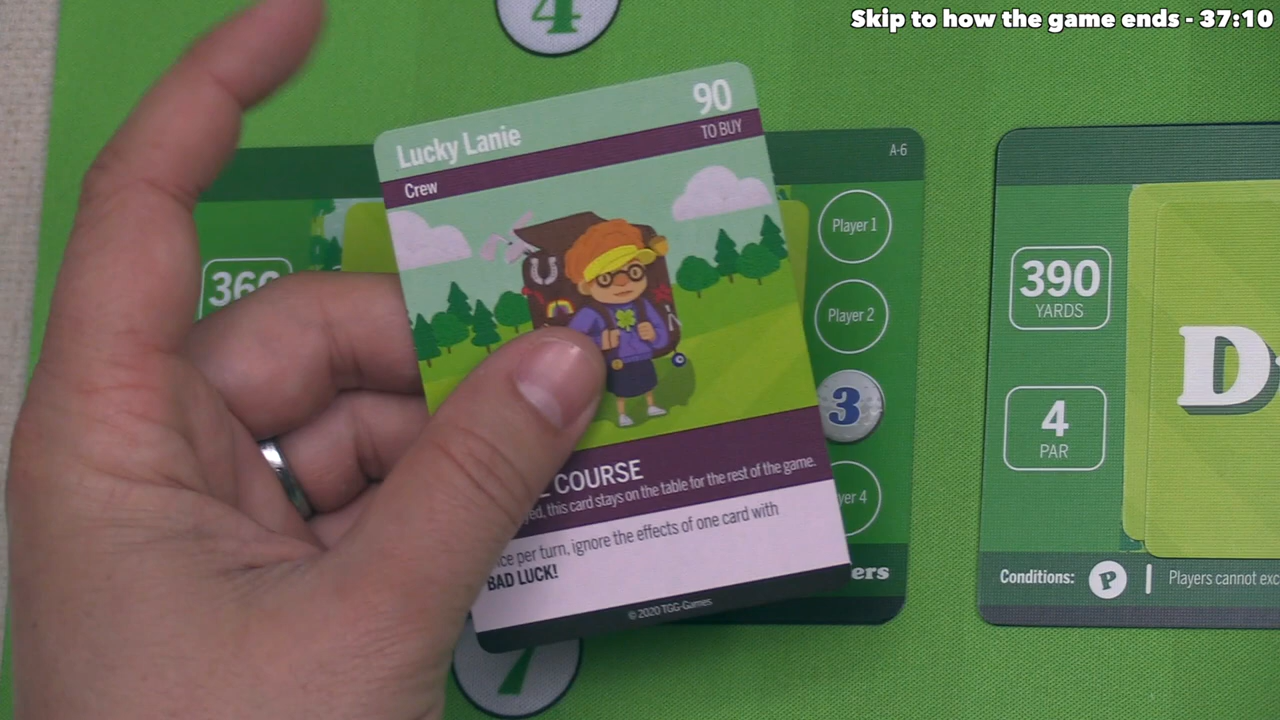 Skip to how the game ends - 37:10
4
Lucky Lanie
90
TO BUY
Crew
COURSE
this card stays on the table for the rest of the game.
per turn, ignore the effects of one card with
BAD LUCK!
© 2020 TGG-Games
A-6
Player 1
Player 2
3
4
7
390
YARDS
4
PAR
Conditions: P | Players cannot